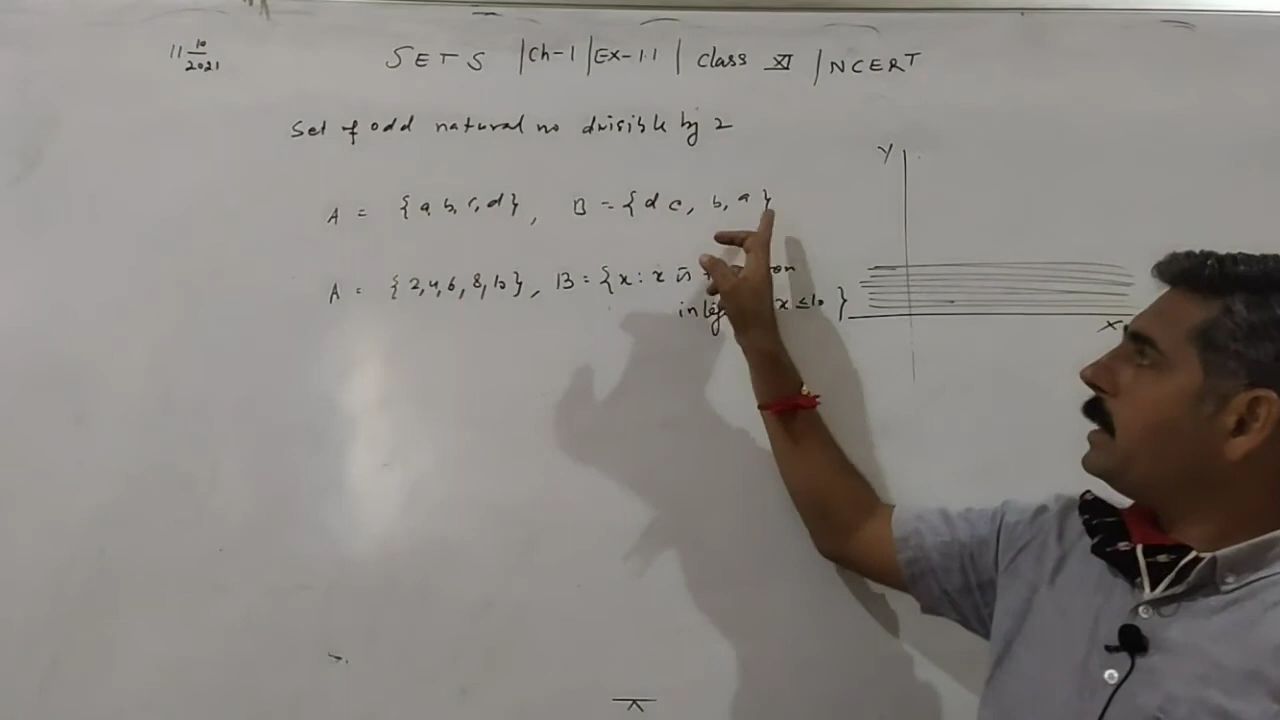 11 10/2021
SETS | Ch-1 | Ex-1.1 | class XI | NCERT
Set of odd natural no divisible by 2
A = {a, b, c, d}, B = {d c, b, a}
A = {2, 4, 6, 8, 10}, B = {x : x is
x ≤ 10}
Y
X